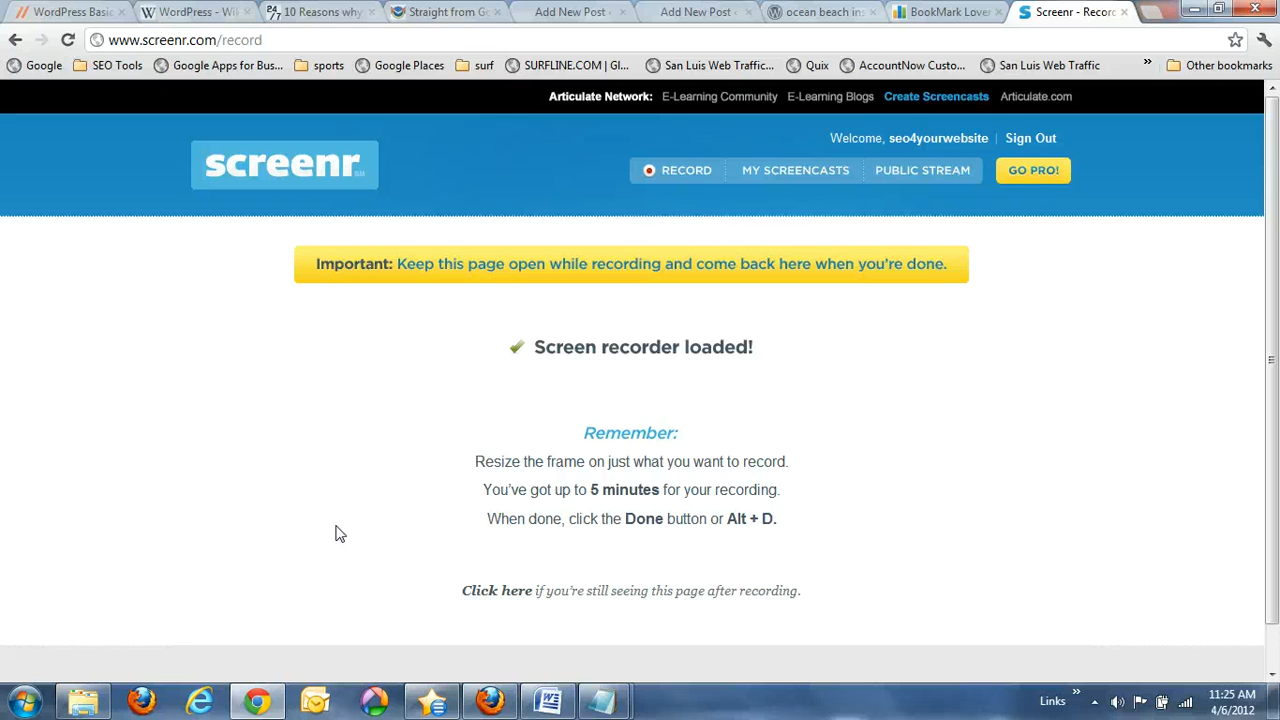 WordPress Basic
WordPress - Wik
10 Reasons why
Straight from Go
Add New Post -
Add New Post -
ocean beach ins
BookMark Lover
Screenr - Record
www.screenr.com/record
Google
SEO Tools
Google Apps for Bus...
sports
Google Places
surf
SURFLINE.COM | Gl...
San Luis Web Traffic...
Quix
AccountNow Custo...
San Luis Web Traffic
»
Other bookmarks
Articulate Network: E-Learning Community E-Learning Blogs Create Screencasts Articulate.com
Welcome, seo4yourwebsite | Sign Out
screenr
RECORD MY SCREENCASTS PUBLIC STREAM GO PRO!
Important: Keep this page open while recording and come back here when you're done.
Screen recorder loaded!
Remember:
Resize the frame on just what you want to record.
You've got up to 5 minutes for your recording.
When done, click the Done button or Alt + D.
Click here if you're still seeing this page after recording.
Links »
11:25 AM
4/6/2012